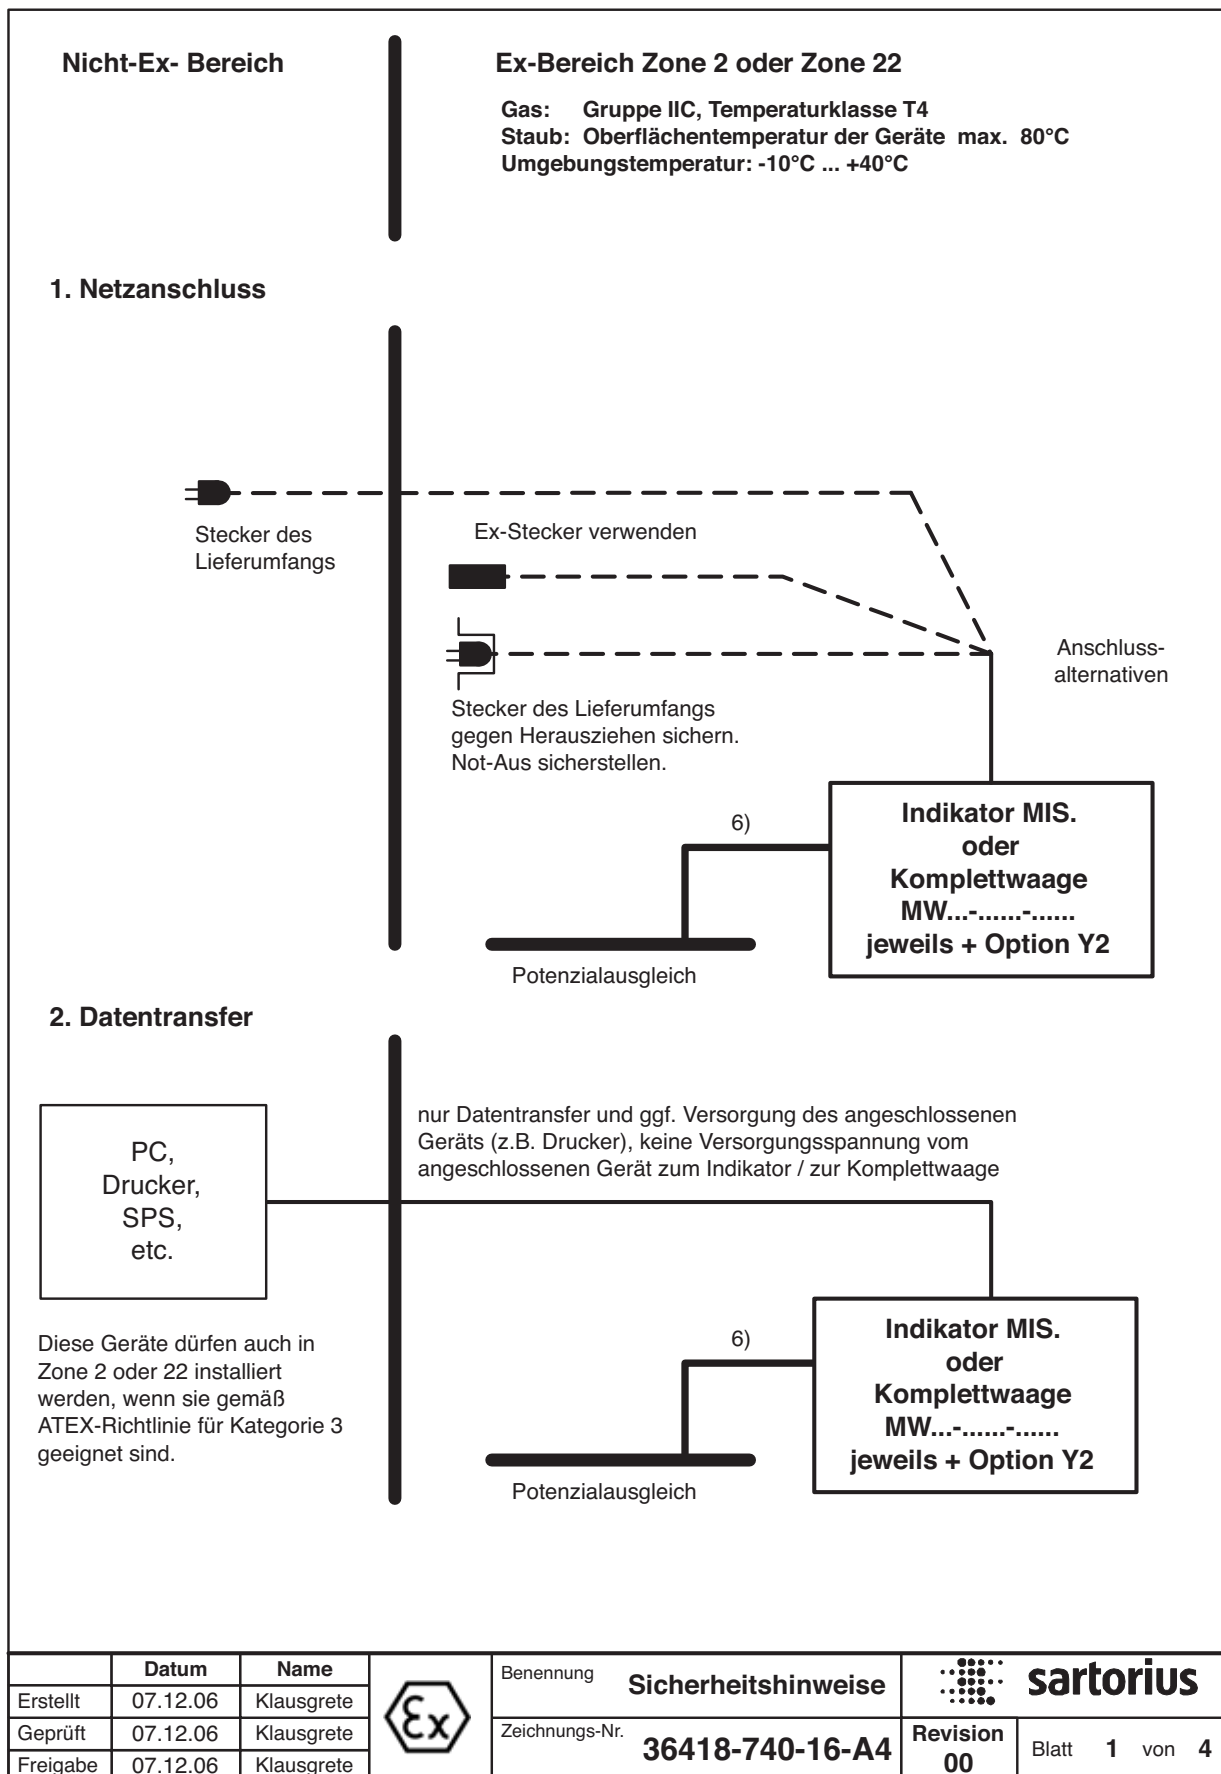 Nicht-Ex- Bereich
Ex-Bereich Zone 2 oder Zone 22
Gas: Gruppe IIC, Temperaturklasse T4
Staub: Oberflächentemperatur der Geräte max. 80°C
Umgebungstemperatur: -10°C ... +40°C
1. Netzanschluss
Stecker des
Lieferumfangs
Ex-Stecker verwenden
Anschluss-
alternativen
Stecker des Lieferumfangs
gegen Herausziehen sichern.
Not-Aus sicherstellen.
6)
Indikator MIS.
oder
Komplettwaage
MW...-......-......
jeweils + Option Y2
Potenzialausgleich
2. Datentransfer
nur Datentransfer und ggf. Versorgung des angeschlossenen
Geräts (z.B. Drucker), keine Versorgungsspannung vom
angeschlossenen Gerät zum Indikator / zur Komplettwaage
PC,
Drucker,
SPS,
etc.
Diese Geräte dürfen auch in
Zone 2 oder 22 installiert
werden, wenn sie gemäß
ATEX-Richtlinie für Kategorie 3
geeignet sind.
6)
Indikator MIS.
oder
Komplettwaage
MW...-......-......
jeweils + Option Y2
Potenzialausgleich
Datum Name
Erstellt 07.12.06 Klausgrete
Geprüft 07.12.06 Klausgrete
Freigabe 07.12.06 Klausgrete
Ex
Benennung Sicherheitshinweise
sartorius
Zeichnungs-Nr. 36418-740-16-A4
Revision
00
Blatt 1 von 4